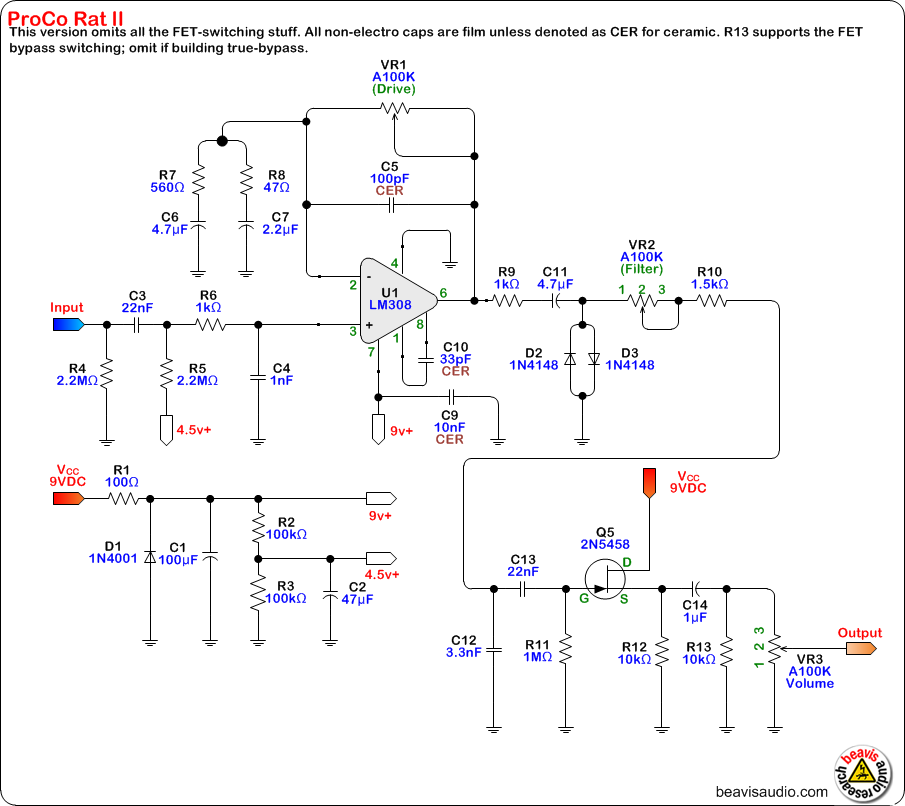 ProCo Rat II
This version omits all the FET-switching stuff. All non-electro caps are film unless denoted as CER for ceramic. R13 supports the FET
bypass switching; omit if building true-bypass.
VR1
A100K
(Drive)
R7
560Ω
R8
47Ω
C5
100pF
CER
C6
4.7µF
C7
2.2µF
4
2
-
U1
LM308
6
+
3
1
8
7
R9
1kΩ
C11
4.7µF
VR2
A100K
(Filter)
1 2 3
R10
1.5kΩ
Input
C3
22nF
R6
1kΩ
R4
2.2MΩ
R5
2.2MΩ
4.5v+
C4
1nF
C10
33pF
CER
C9
10nF
CER
9v+
D2
1N4148
D3
1N4148
VCC
9VDC
R1
100Ω
9v+
D1
1N4001
C1
100µF
R2
100kΩ
4.5v+
R3
100kΩ
C2
47µF
VCC
9VDC
Q5
2N5458
D
G
S
C13
22nF
C12
3.3nF
R11
1MΩ
C14
1µF
R12
10kΩ
R13
10kΩ
1 2 3
VR3
A100K
Volume
Output
beavisaudio.com
beavis audio research